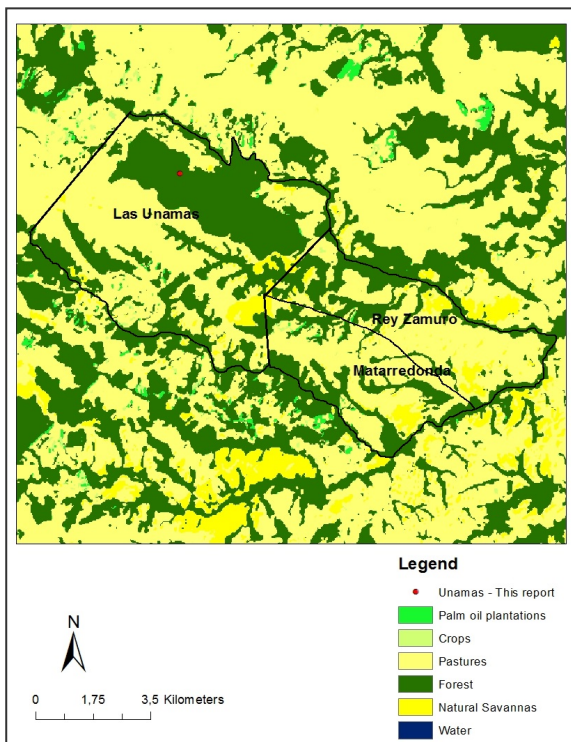 Las Unamas
Rey Zamuro
Matarredonda
Legend
Unamas - This report
Palm oil plantations
Crops
Pastures
Forest
Natural Savannas
Water
N
0 1,75 3,5 Kilometers